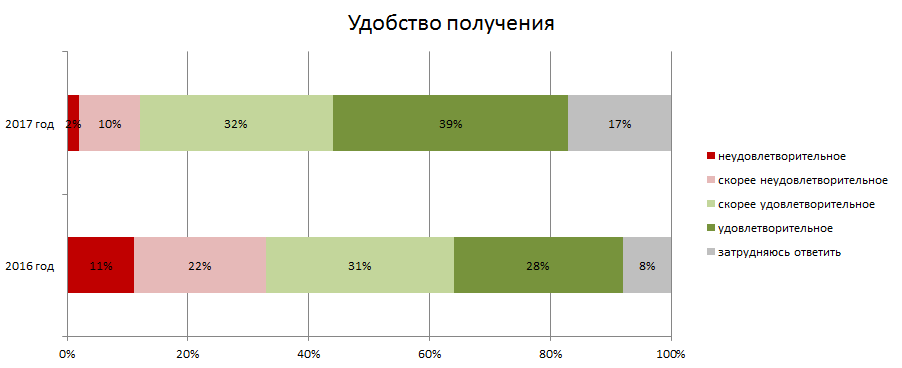 Удобство получения
2017 год
2% 10% 32% 39% 17%
2016 год
11% 22% 31% 28% 8%
0% 20% 40% 60% 80% 100%
неудовлетворительное
скорее неудовлетворительное
скорее удовлетворительное
удовлетворительное
затрудняюсь ответить